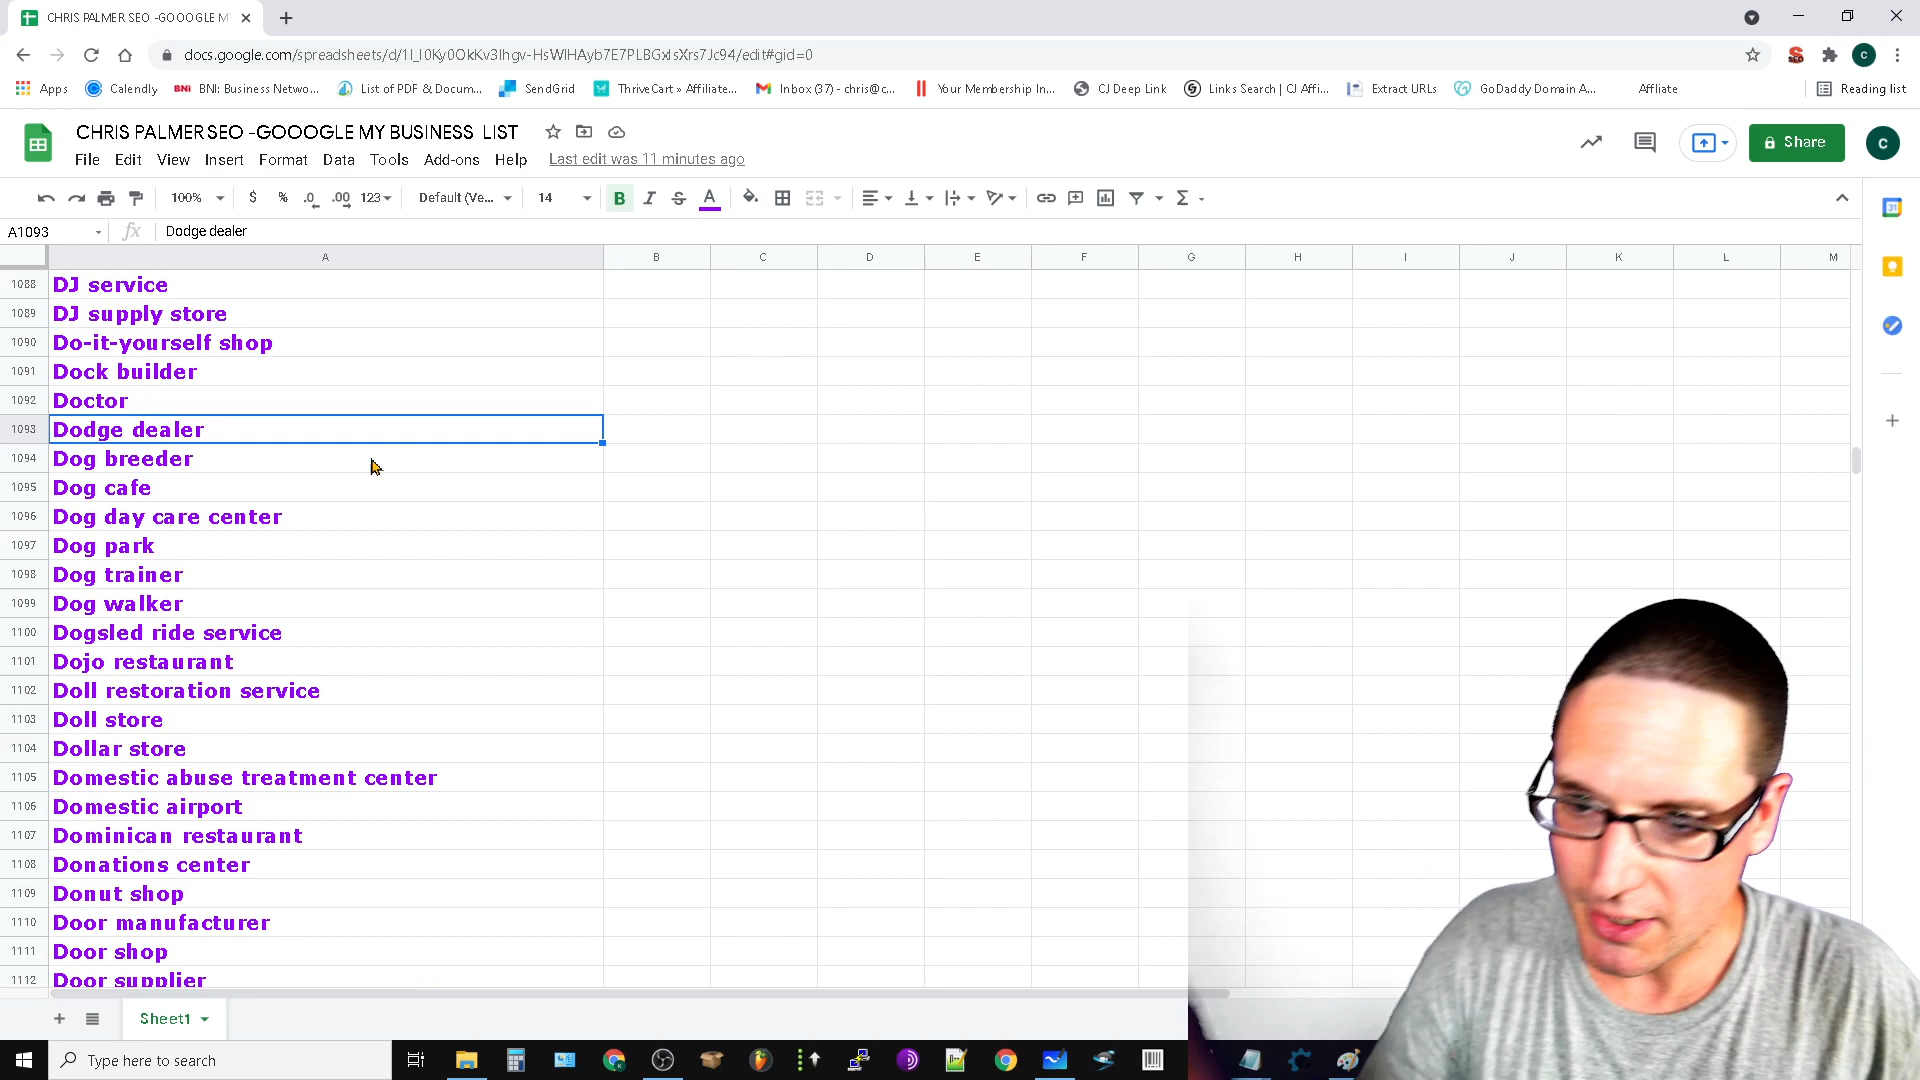 CHRIS PALMER SEO -GOOOGLE M
docs.google.com/spreadsheets/d/1I_I0Ky0OkKv3Ihgv-HsWlHAyb7E7PLBGxIsXrs7Jc94/edit#gid=0
Apps Calendly BNI: Business Netwo... List of PDF & Docum... SendGrid ThriveCart » Affiliate... Inbox (37) - chris@c... Your Membership In... CJ Deep Link Links Search | CJ Affi... Extract URLs GoDaddy Domain A... Affliate Reading list
CHRIS PALMER SEO -GOOOGLE MY BUSINESS LIST
File Edit View Insert Format Data Tools Add-ons Help Last edit was 11 minutes ago
Share C
100% $ % .0 .00 123 Default (Ve... 14 B I S A
A1093 fx Dodge dealer
A B C D E F G H I J K L M
1088 DJ service
1089 DJ supply store
1090 Do-it-yourself shop
1091 Dock builder
1092 Doctor
1093 Dodge dealer
1094 Dog breeder
1095 Dog cafe
1096 Dog day care center
1097 Dog park
1098 Dog trainer
1099 Dog walker
1100 Dogsled ride service
1101 Dojo restaurant
1102 Doll restoration service
1103 Doll store
1104 Dollar store
1105 Domestic abuse treatment center
1106 Domestic airport
1107 Dominican restaurant
1108 Donations center
1109 Donut shop
1110 Door manufacturer
1111 Door shop
1112 Door supplier
Sheet1
Type here to search